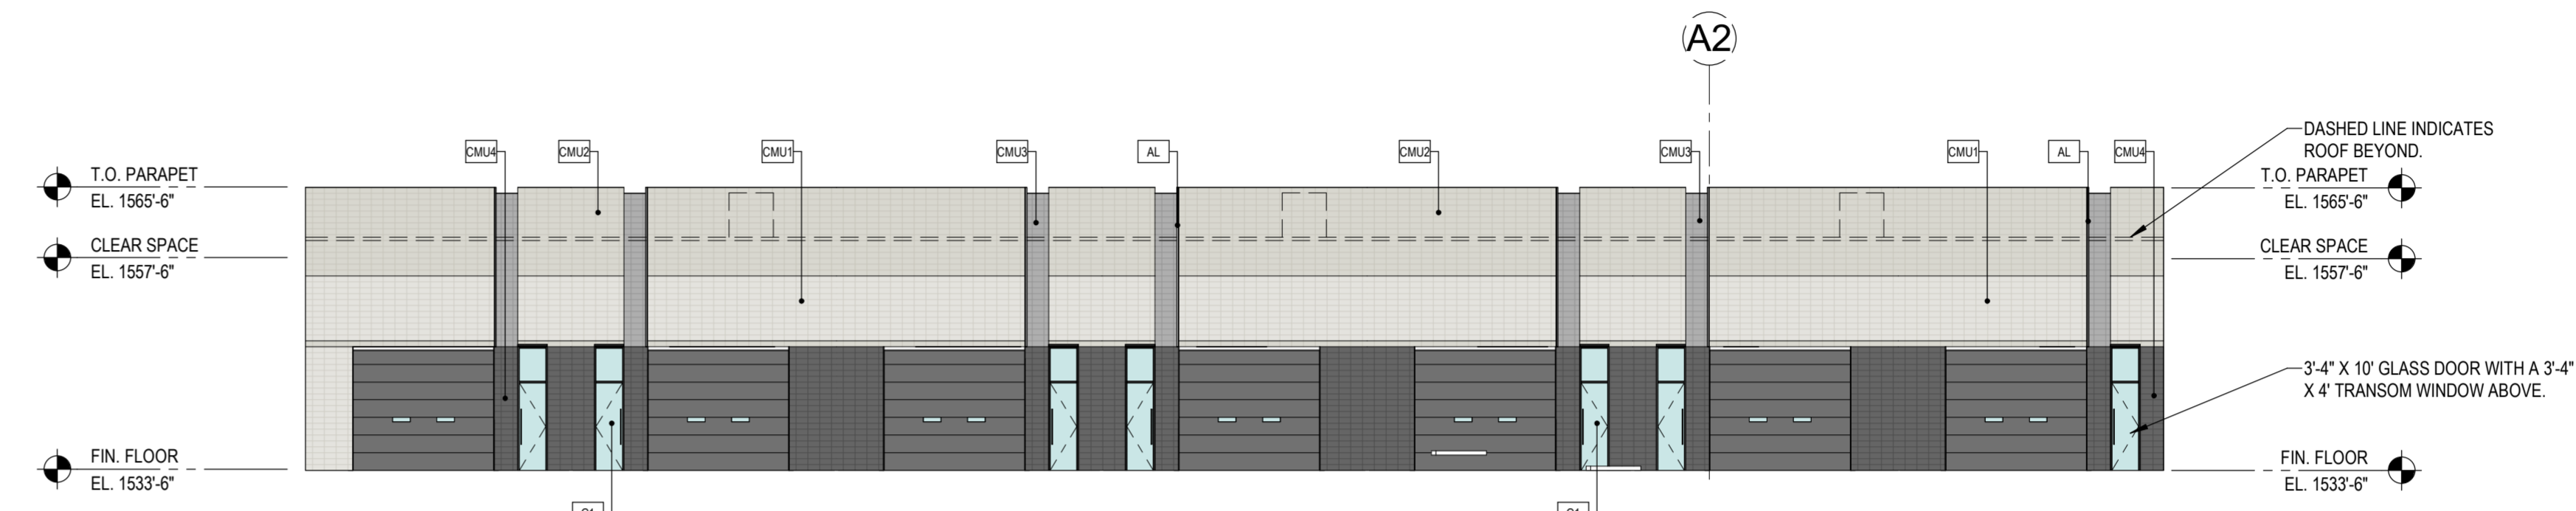 A2
CMU4
CMU2
CMU1
CMU3
AL
CMU2
CMU3
CMU1
AL
CMU4
DASHED LINE INDICATES
ROOF BEYOND.
T.O. PARAPET
EL. 1565'-6"
CLEAR SPACE
EL. 1557'-6"
FIN. FLOOR
EL. 1533'-6"
T.O. PARAPET
EL. 1565'-6"
CLEAR SPACE
EL. 1557'-6"
3'-4" X 10' GLASS DOOR WITH A 3'-4"
X 4' TRANSOM WINDOW ABOVE.
FIN. FLOOR
EL. 1533'-6"